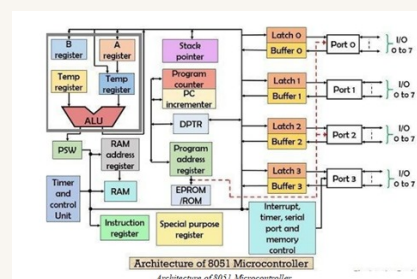 B
register
A
register
Temp
register
Temp
register
ALU
PSW
RAM
address
register
Timer
and
control
Unit
RAM
Instruction
register
Stack
pointer
Program
counter
PC
incrementer
DPTR
Program
address
register
EPROM
/ROM
Special purpose
register
Latch 0
Buffer 0
Port 0
I/O
0 to 7
Latch 1
Buffer 1
Port 1
I/O
0 to 7
Latch 2
Buffer 2
Port 2
I/O
0 to 7
Latch 3
Buffer 3
Port 3
I/O
0 to 7
Interrupt,
timer, serial
port and
memory
control
Architecture of 8051 Microcontroller
Architecture of 8051 Microcontroller